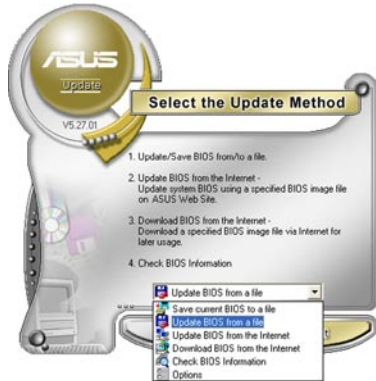 ASUS
Update
V5.27.01
Select the Update Method
1. Update/Save BIOS from/to a file.
2. Update BIOS from the Internet -
Update system BIOS using a specified BIOS image file
on ASUS Web Site.
3. Download BIOS from the Internet -
Download a specified BIOS image file via Internet for
later usage.
4. Check BIOS Information
Update BIOS from a file
Save current BIOS to a file
Update BIOS from a file
Update BIOS from the Internet
Download BIOS from the Internet
Check BIOS Information
Options